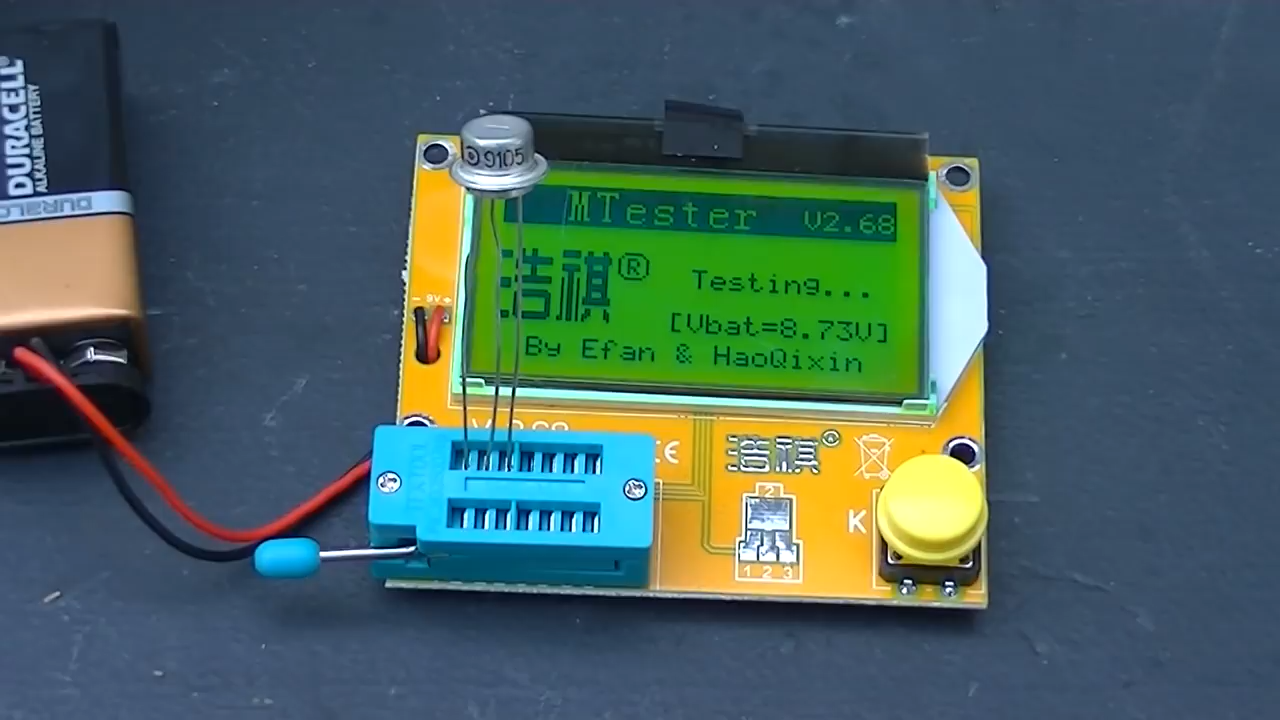 DURACELL
ALKALINE BATTERY
9105
MTester V2.68
浩祺®
Testing...
[Vbat=8.73V]
By Efan & HaoQixin
- 9V +
浩祺®
2
K
1 2 3